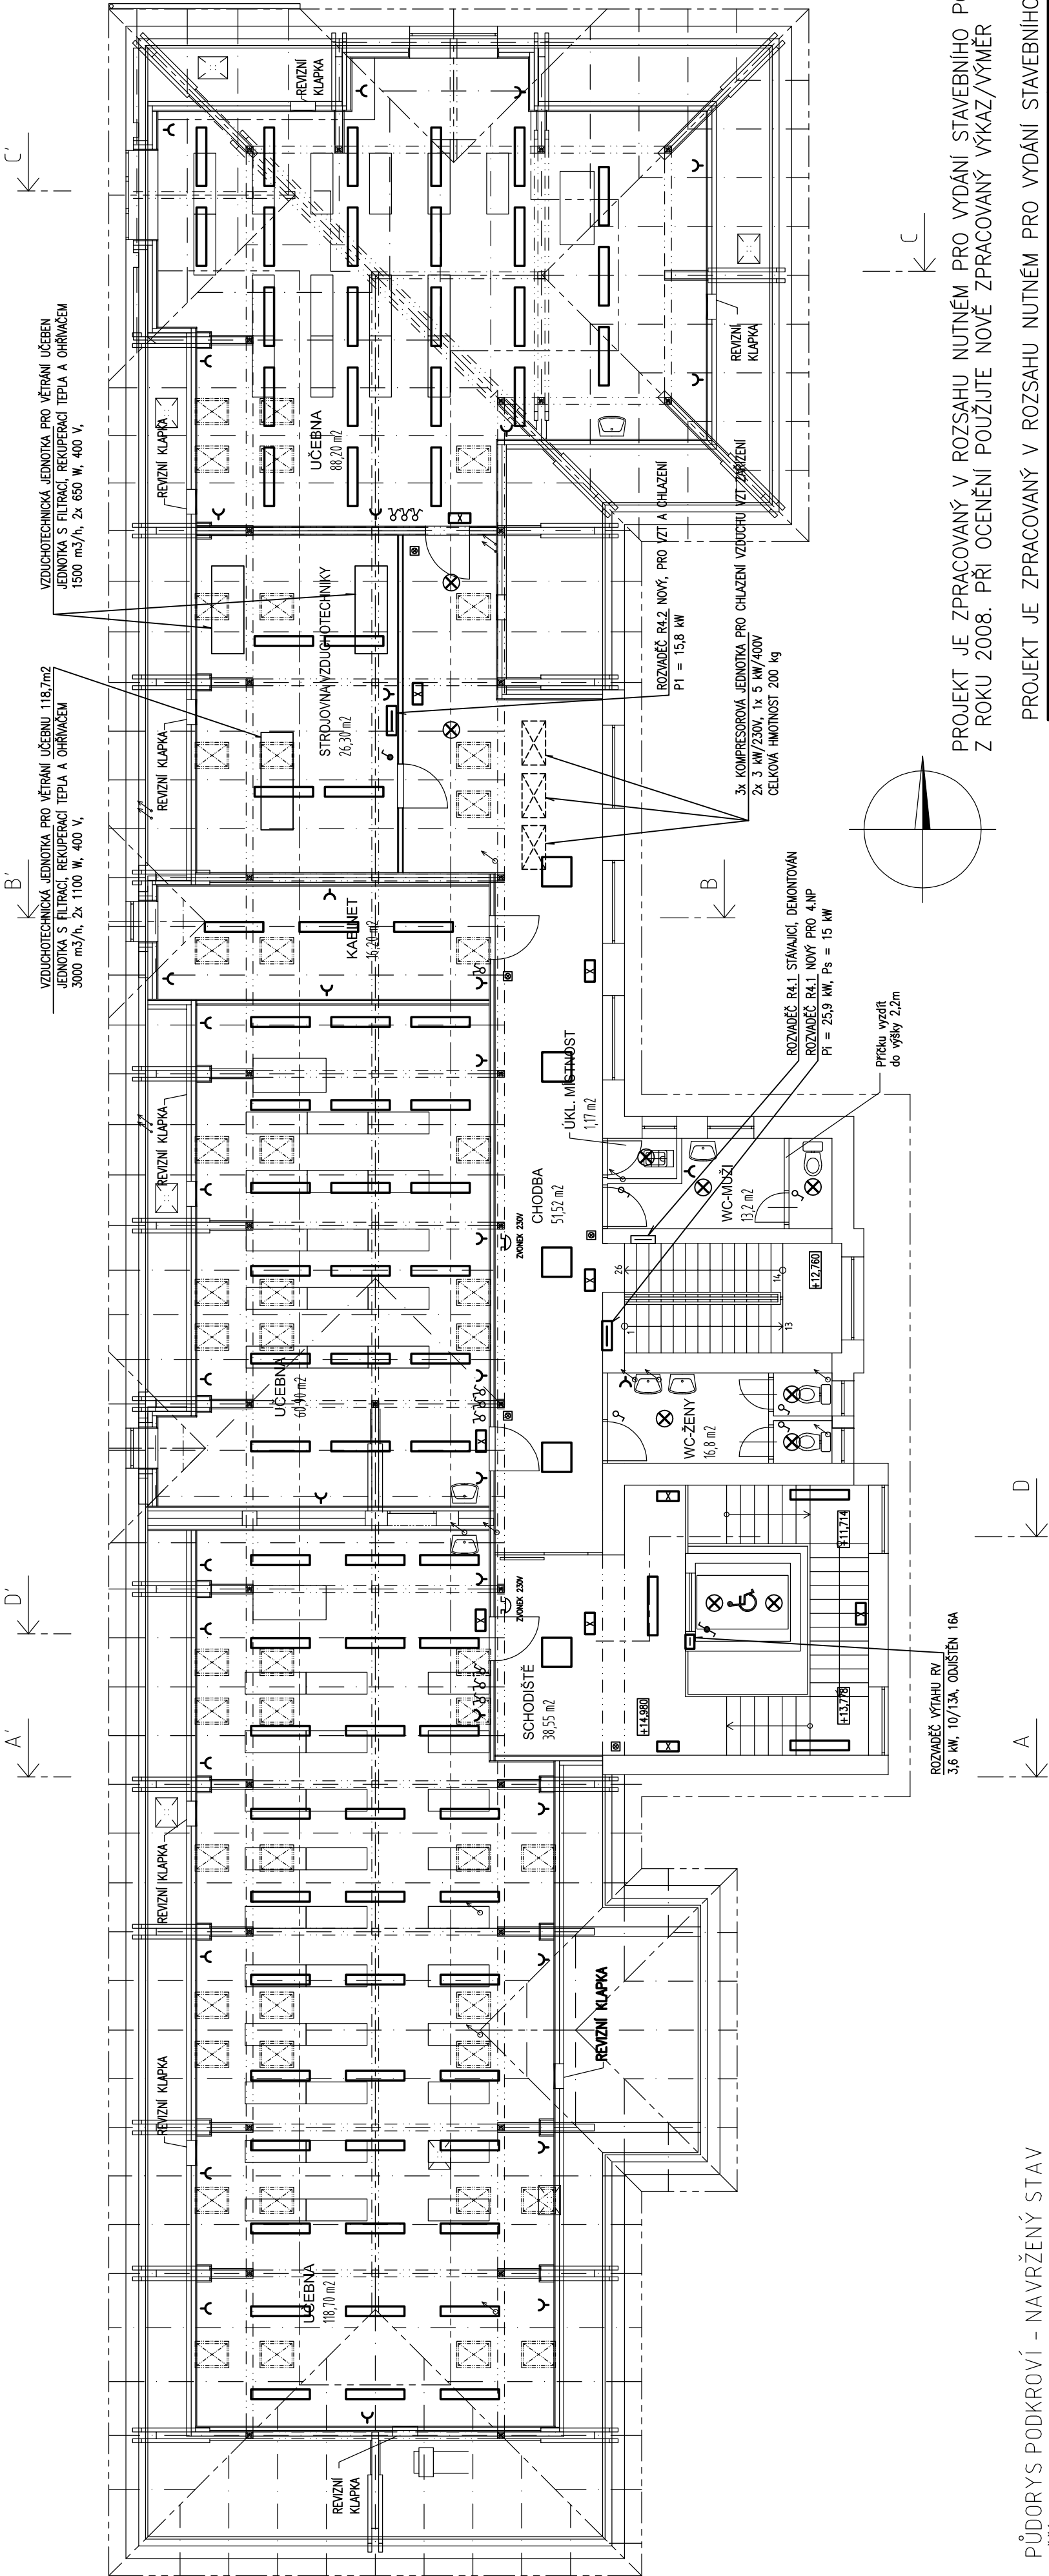 C´
C
B´
B
D´
D
A´
A
VZDUCHOTECHNICKÁ JEDNOTKA PRO VĚTRÁNÍ UČEBEN
JEDNOTKA S FILTRACÍ, REKUPERACÍ TEPLA A OHŘÍVAČEM
1500 m3/h, 2x 650 W, 400 V,
VZDUCHOTECHNICKÁ JEDNOTKA PRO VĚTRÁNÍ UČEBNU 118,7m2
JEDNOTKA S FILTRACÍ, REKUPERACÍ TEPLA A OHŘÍVAČEM
3000 m3/h, 2x 1100 W, 400 V,
REVIZNÍ
KLAPKA
REVIZNÍ KLAPKA
REVIZNÍ KLAPKA
REVIZNÍ KLAPKA
REVIZNÍ KLAPKA
REVIZNÍ KLAPKA
REVIZNÍ
KLAPKA
REVIZNÍ
KLAPKA
REVIZNÍ KLAPKA
UČEBNA
88,20 m2
STROJOVNA VZDUCHOTECHNIKY
26,30 m2
KABINET
16,20 m2
UČEBNA
60,90 m2
UČEBNA
118,70 m2
CHODBA
51,52 m2
ÚKL. MÍSTNOST
1,17 m2
WC-MUŽI
13,2 m2
WC-ŽENY
16,8 m2
SCHODIŠTĚ
38,55 m2
ZVONEK 230V
ZVONEK 230V
ROZVADĚČ R4.2 NOVÝ, PRO VZT A CHLAZENÍ
P1 = 15,8 kW
3x KOMPRESOROVÁ JEDNOTKA PRO CHLAZENÍ VZDUCHU VZT ZAŘÍZENÍ
2x 3 kW/230V, 1x 5 kW/400V
CELKOVÁ HMOTNOST 200 kg
ROZVADĚČ R4.1 STÁVAJÍCÍ, DEMONTOVÁN
ROZVADĚČ R4.1 NOVÝ PRO 4.NP
Pi = 25,9 kW, Ps = 15 kW
Příčku vyzdít
do výšky 2,2m
26
14
1
13
+12,760
+11,714
+13,778
+14,980
ROZVADĚČ VÝTAHU RV
3,6 kW, 10/13A, ODJIŠTĚN 16A
PROJEKT JE ZPRACOVANÝ V ROZSAHU NUTNÉM PRO VYDÁNÍ STAVEBNÍHO
Z ROKU 2008. PŘI OCENĚNÍ POUŽIJTE NOVĚ ZPRACOVANÝ VÝKAZ/VÝMĚR
PROJEKT JE ZPRACOVANÝ V ROZSAHU NUTNÉM PRO VYDÁNÍ STAVEBNÍHO
PŮDORYS PODKROVÍ - NAVRŽENÝ STAV